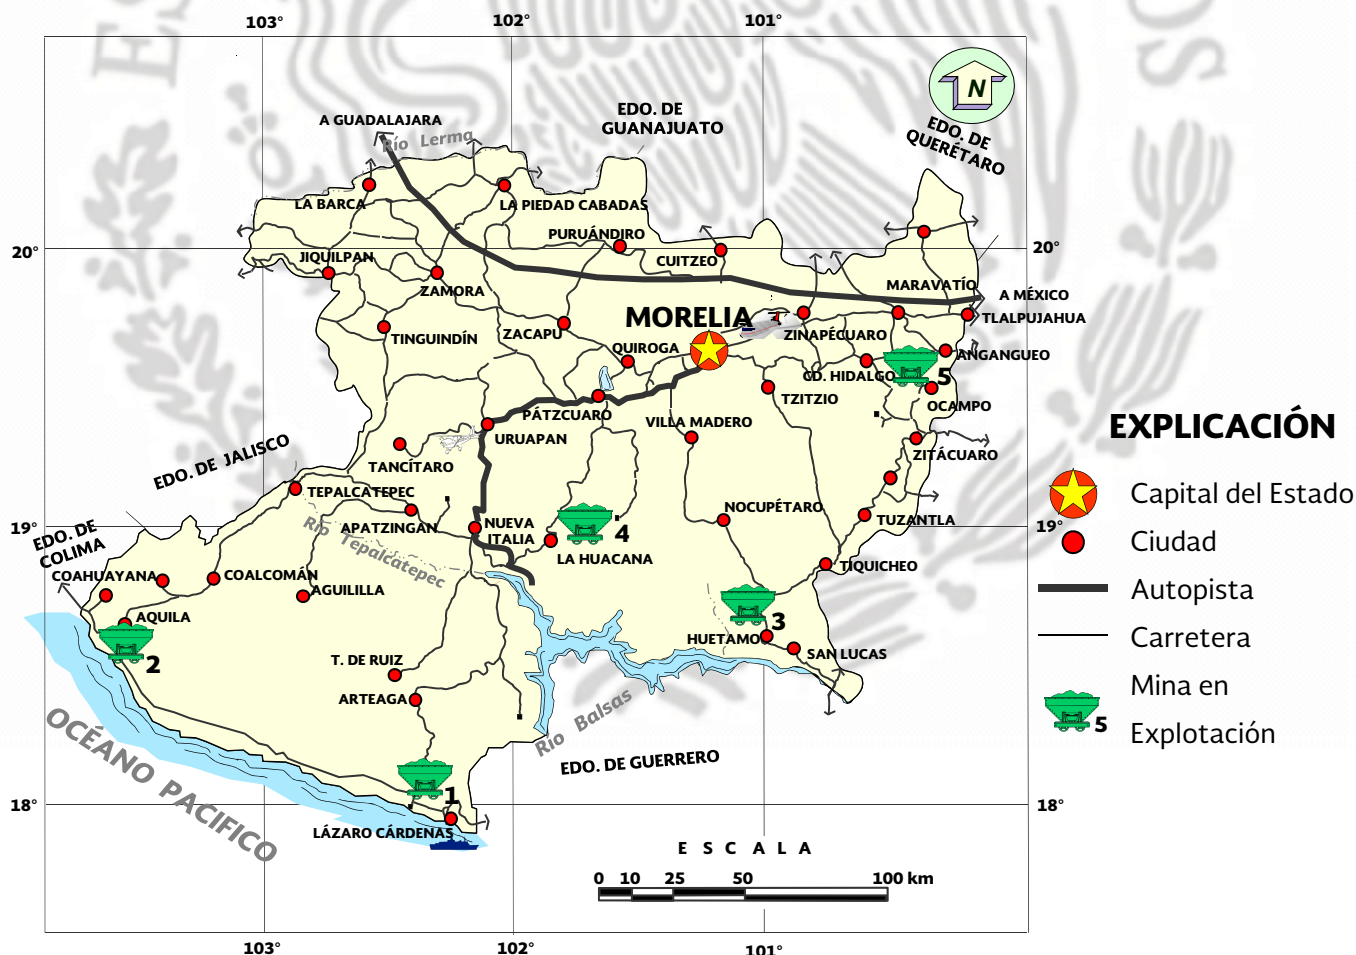 103°
102°
101°
N
EDO. DE
QUERÉTARO
A GUADALAJARA
Río Lerma
EDO. DE
GUANAJUATO
LA BARCA
LA PIEDAD CABADAS
PURUÁNDIRO
20°
20°
JIQUILPAN
CUITZEO
ZAMORA
MARAVATÍO
A MÉXICO
MORELIA
TLALPUJAHUA
TINGUINDÍN
ZACAPU
ZINAPÉCUARO
QUIROGA
ANGANGUEO
CD. HIDALGO
5
TZITZIO
OCAMPO
PÁTZCUARO
VILLA MADERO
URUAPAN
ZITÁCUARO
EDO. DE JALISCO
TANCÍTARO
TEPALCATEPEC
NOCUPÉTARO
APATZINGÁN
NUEVA
ITALIA
4
TUZANTLA
19°
19°
EDO. DE
COLIMA
Río Tepalcatepec
LA HUACANA
TIQUICHEO
COAHUAYANA
COALCOMÁN
AGUILILLA
AQUILA
3
HUETAMO
SAN LUCAS
2
T. DE RUIZ
ARTEAGA
Río Balsas
OCÉANO PACIFICO
EDO. DE GUERRERO
1
18°
18°
LÁZARO CÁRDENAS
E S C A L A
0 10 25 50 100 km
103°
102°
101°
EXPLICACIÓN
Capital del Estado
Ciudad
Autopista
Carretera
Mina en
Explotación
5